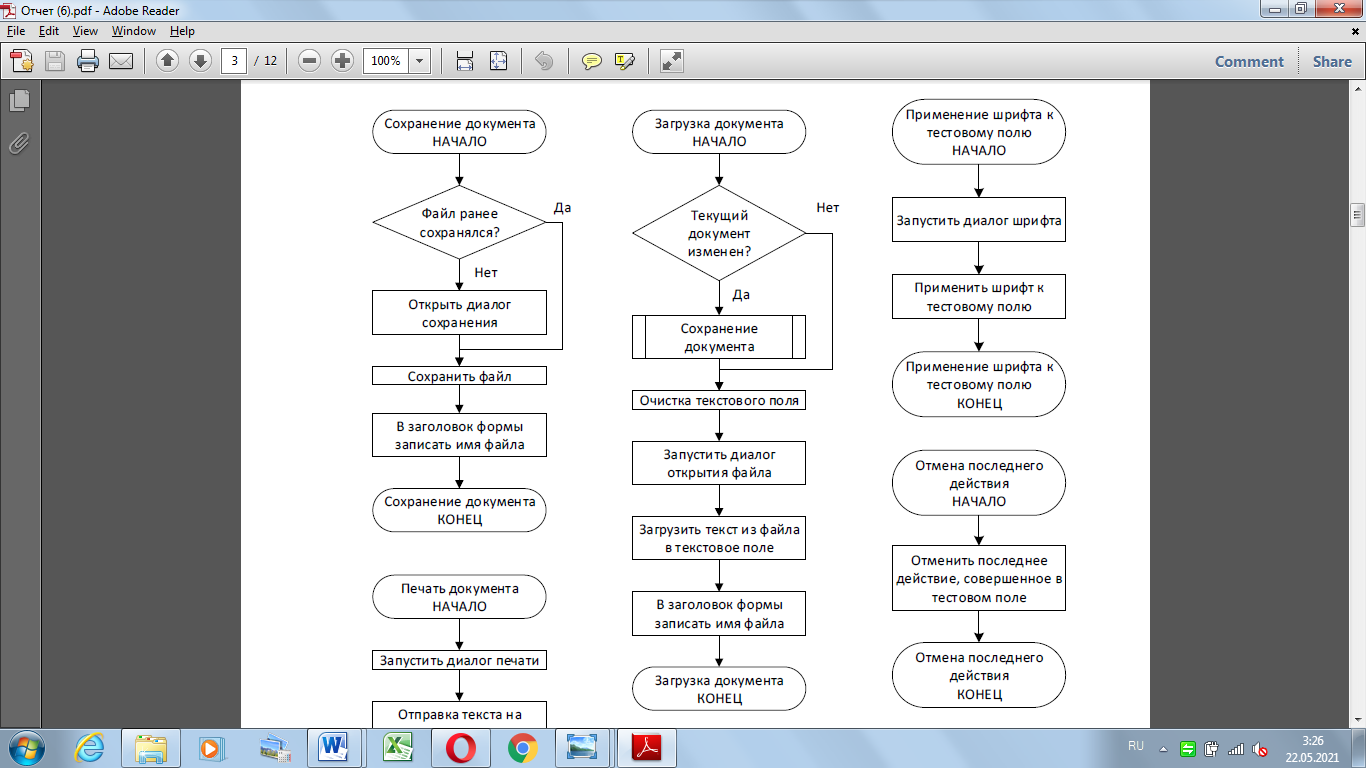 Отчет (6).pdf - Adobe Reader
File Edit View Window Help
3 / 12 100% Comment Share
Сохранение документа
НАЧАЛО
Файл ранее
сохранялся?
Да
Нет
Открыть диалог
сохранения
Сохранить файл
В заголовок формы
записать имя файла
Сохранение документа
КОНЕЦ
Печать документа
НАЧАЛО
Запустить диалог печати
Отправка текста на
Загрузка документа
НАЧАЛО
Текущий
документ
изменен?
Нет
Да
Сохранение
документа
Очистка текстового поля
Запустить диалог
открытия файла
Загрузить текст из файла
в текстовое поле
В заголовок формы
записать имя файла
Загрузка документа
КОНЕЦ
Применение шрифта к
тестовому полю
НАЧАЛО
Запустить диалог шрифта
Применить шрифт к
тестовому полю
Применение шрифта к
тестовому полю
КОНЕЦ
Отмена последнего
действия
НАЧАЛО
Отменить последнее
действие, совершенное в
тестовом поле
Отмена последнего
действия
КОНЕЦ
RU
3:26
22.05.2021